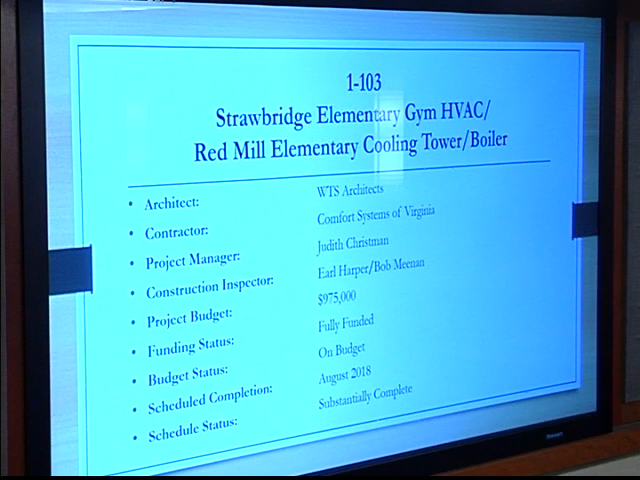 1-103
Strawbridge Elementary Gym HVAC/
Red Mill Elementary Cooling Tower/Boiler
• Architect: WTS Architects
• Contractor: Comfort Systems of Virginia
• Project Manager: Judith Christman
• Construction Inspector: Earl Harper/Bob Meenan
• Project Budget: $975,000
• Funding Status: Fully Funded
• Budget Status: On Budget
• Scheduled Completion: August 2018
• Schedule Status: Substantially Complete